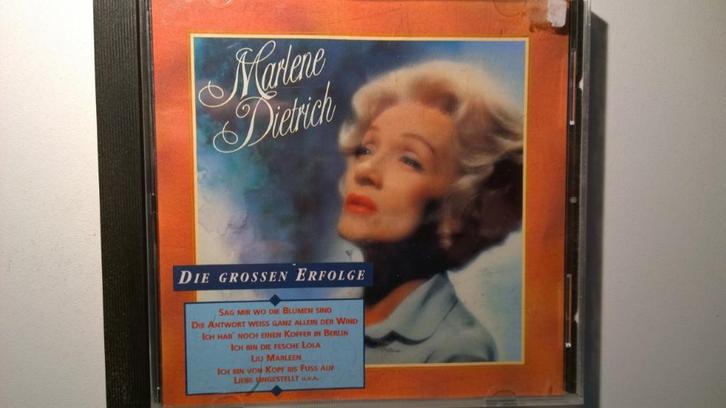 Marlene
Dietrich
DIE GROSSEN ERFOLGE
SAG MIR WO DIE BLUMEN SIND
DIE ANTWORT WEISS GANZ ALLEIN DER WIND
ICH HAB' NOCH EINEN KOFFER IN BERLIN
ICH BIN DIE FESCHE LOLA
LILI MARLEEN
ICH BIN VON KOPF BIS FUSS AUF
LIEBE EINGESTELLT U.V.A.